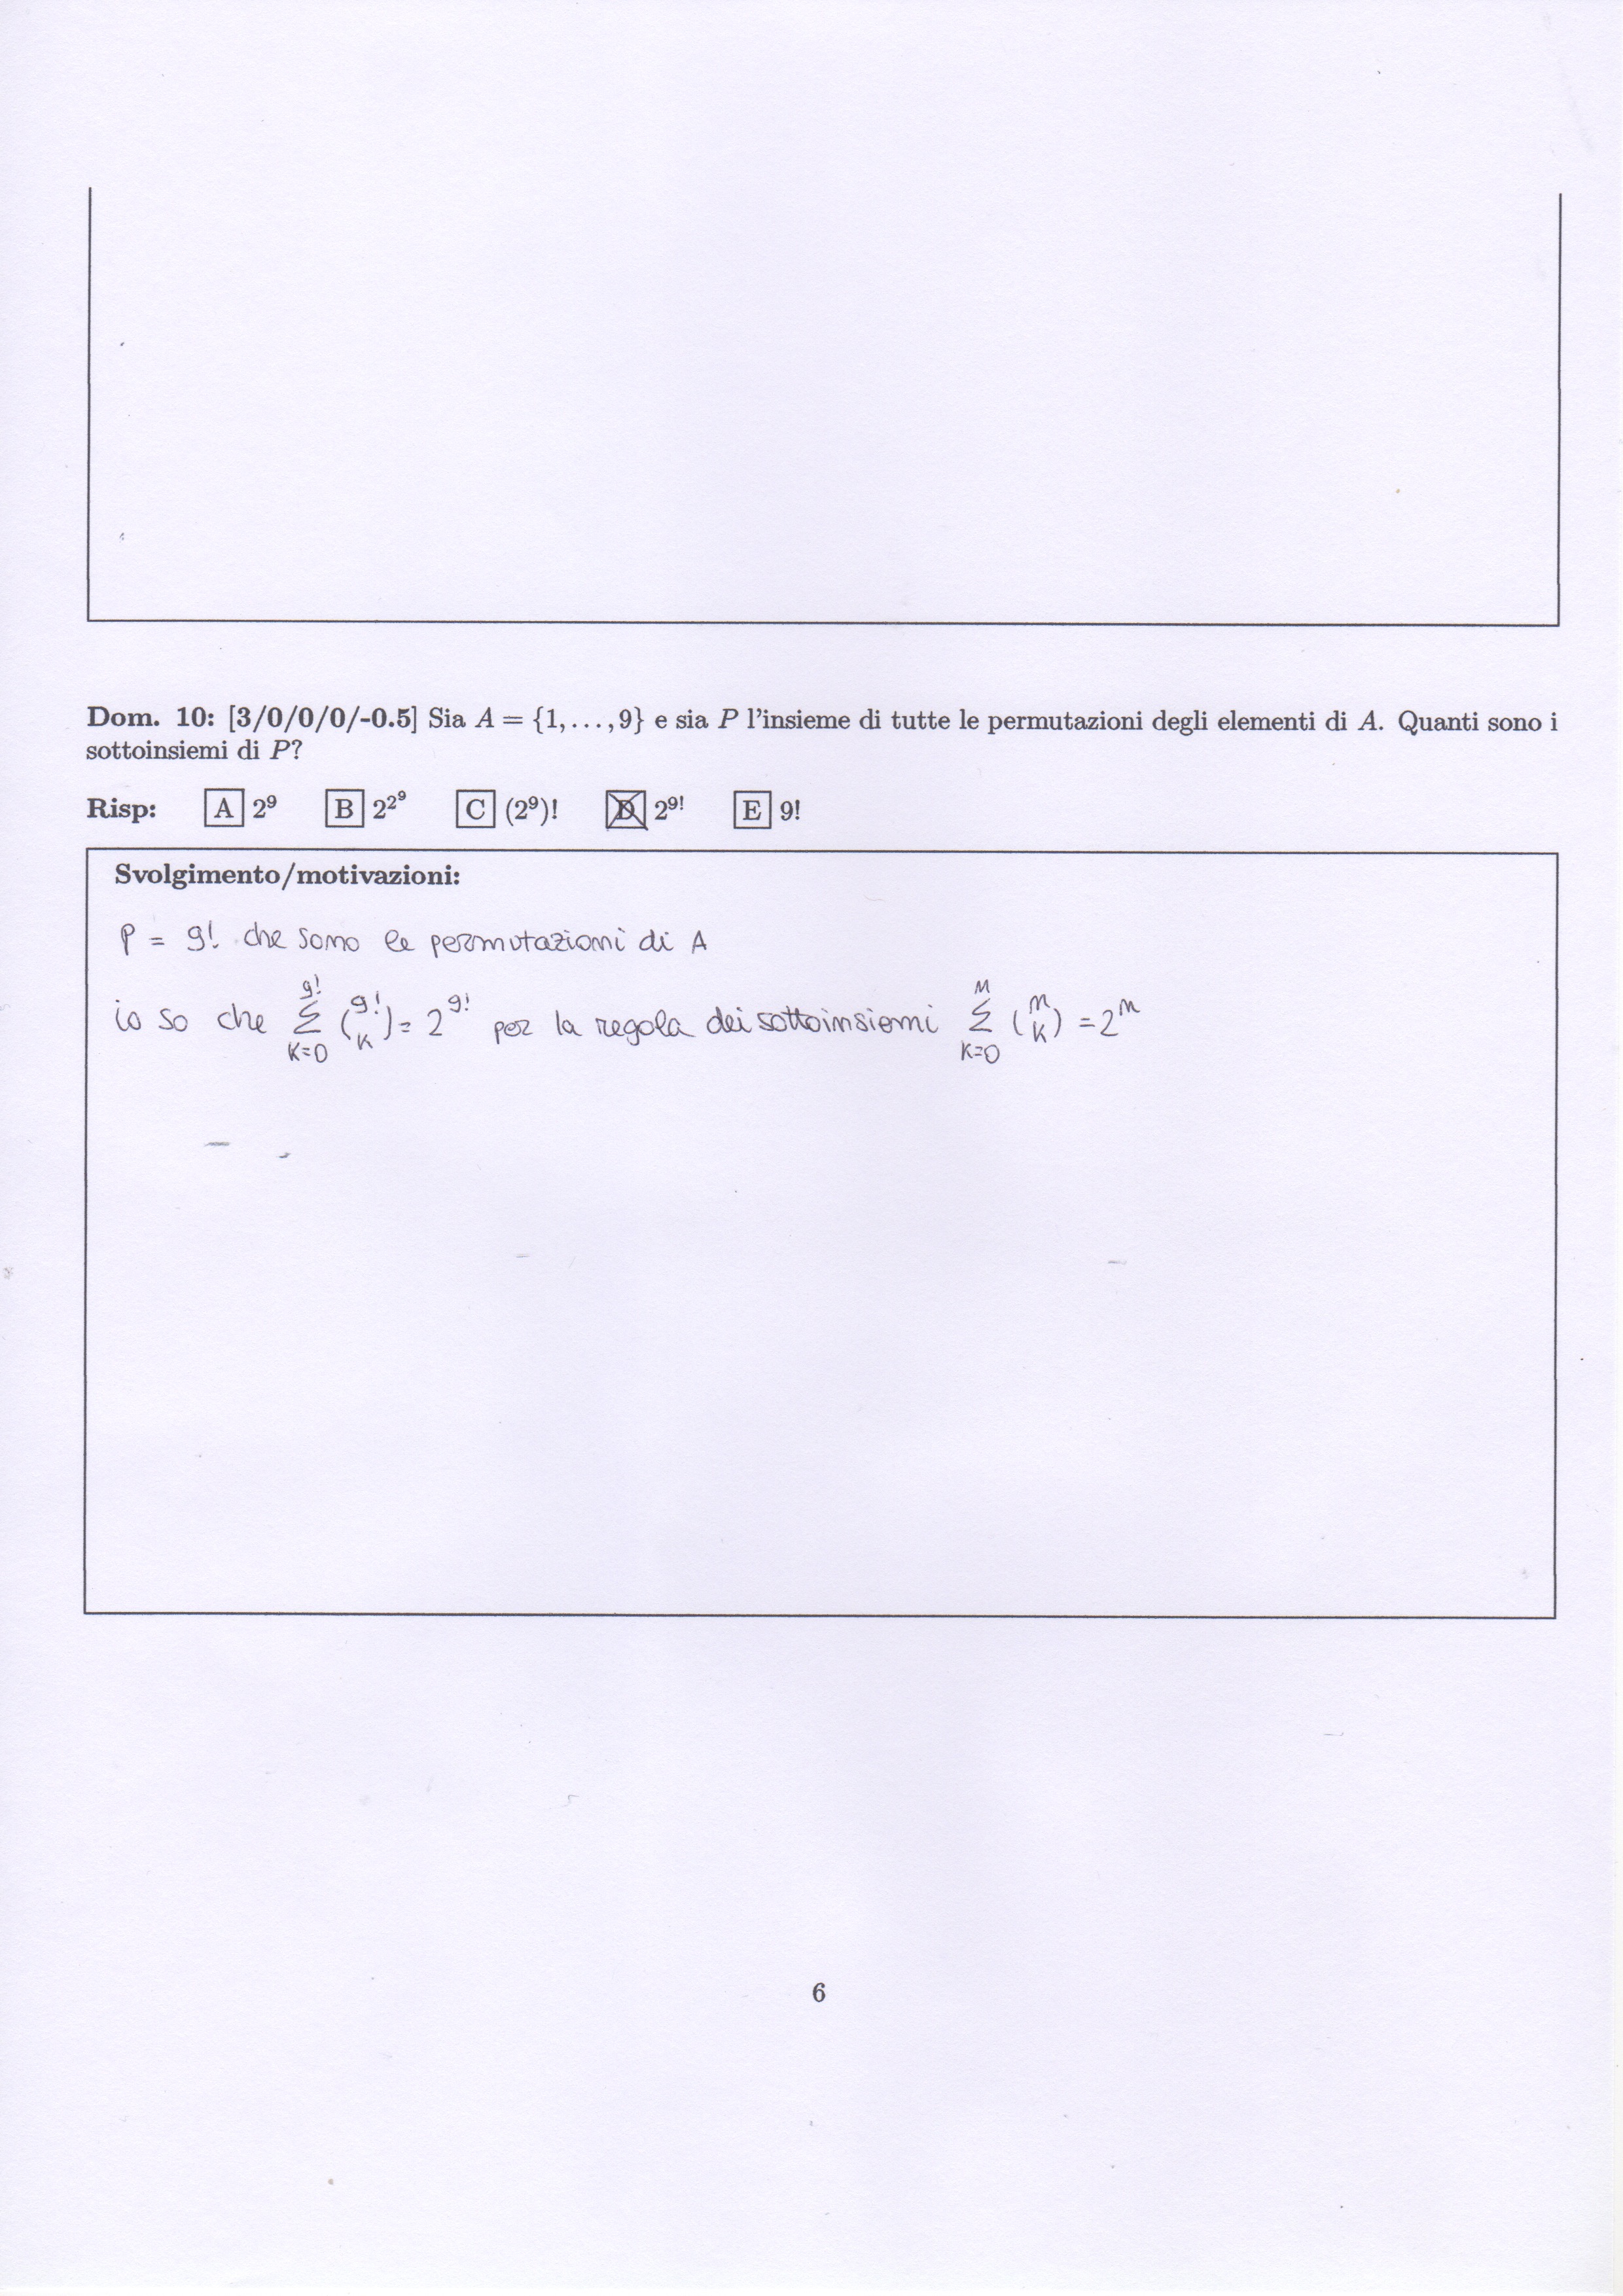 Dom. 10: [3/0/0/0/-0.5] Sia A = {1, . . . , 9} e sia P l'insieme di tutte le permutazioni degli elementi di A. Quanti sono i
sottoinsiemi di P?
Risp: A 2^9 B 2^{2^9} C (2^9)! D 2^{9!} E 9!
Svolgimento/motivazioni:
P = 9! che sono le permutazioni di A
io so che \sum_{K=0}^{9!} \binom{9!}{K} = 2^{9!} per la regola dei sottoinsiemi \sum_{K=0}^{n} \binom{n}{K} = 2^n
6